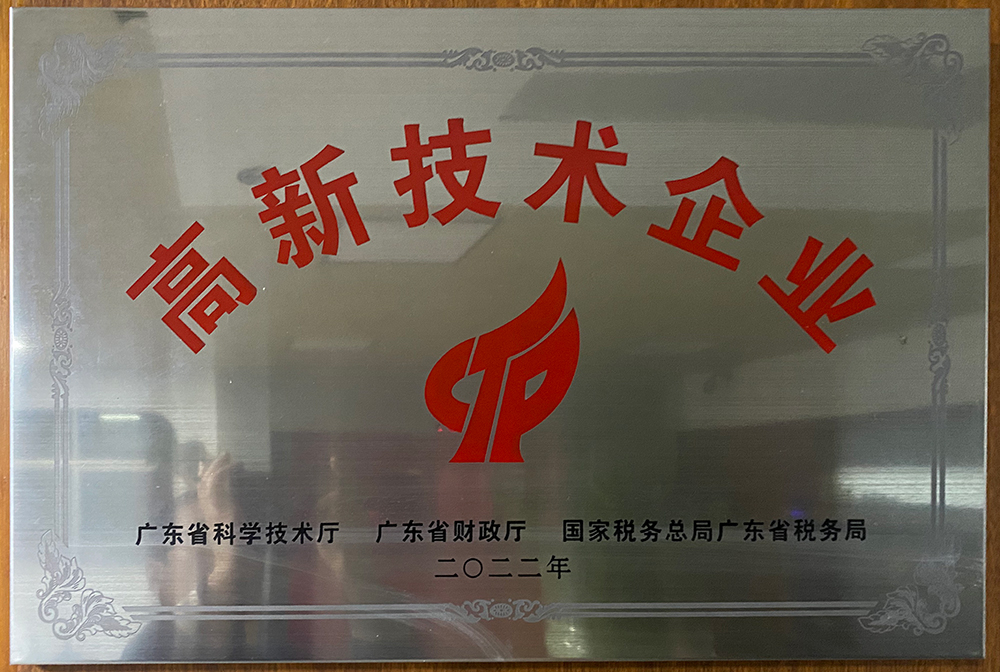 高新技术企业
广东省科学技术厅 广东省财政厅 国家税务总局广东省税务局
二〇二二年